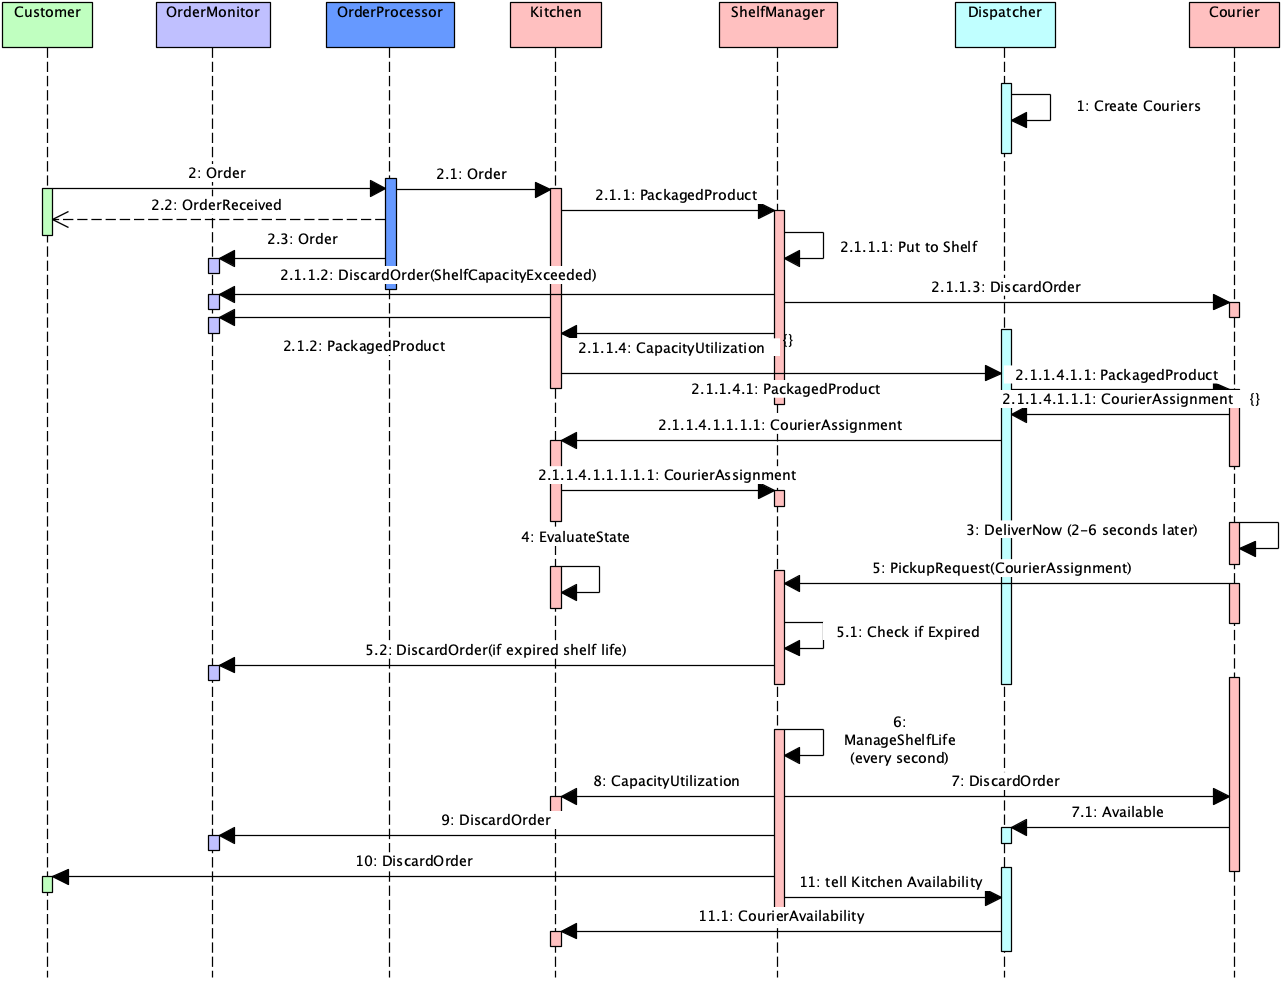 Customer
OrderMonitor
OrderProcessor
Kitchen
ShelfManager
Dispatcher
Courier
1: Create Couriers
2: Order
2.1: Order
2.1.1: PackagedProduct
2.2: OrderReceived
2.3: Order
2.1.1.1: Put to Shelf
2.1.1.2: DiscardOrder(ShelfCapacityExceeded)
2.1.1.3: DiscardOrder
2.1.2: PackagedProduct
2.1.1.4: CapacityUtilization
{}
2.1.1.4.1: PackagedProduct
2.1.1.4.1.1: PackagedProduct
2.1.1.4.1.1.1: CourierAssignment
{}
2.1.1.4.1.1.1.1: CourierAssignment
2.1.1.4.1.1.1.1.1: CourierAssignment
3: DeliverNow (2-6 seconds later)
4: EvaluateState
5: PickupRequest(CourierAssignment)
5.1: Check if Expired
5.2: DiscardOrder(if expired shelf life)
6:
ManageShelfLife
(every second)
8: CapacityUtilization
7: DiscardOrder
7.1: Available
9: DiscardOrder
10: DiscardOrder
11: tell Kitchen Availability
11.1: CourierAvailability